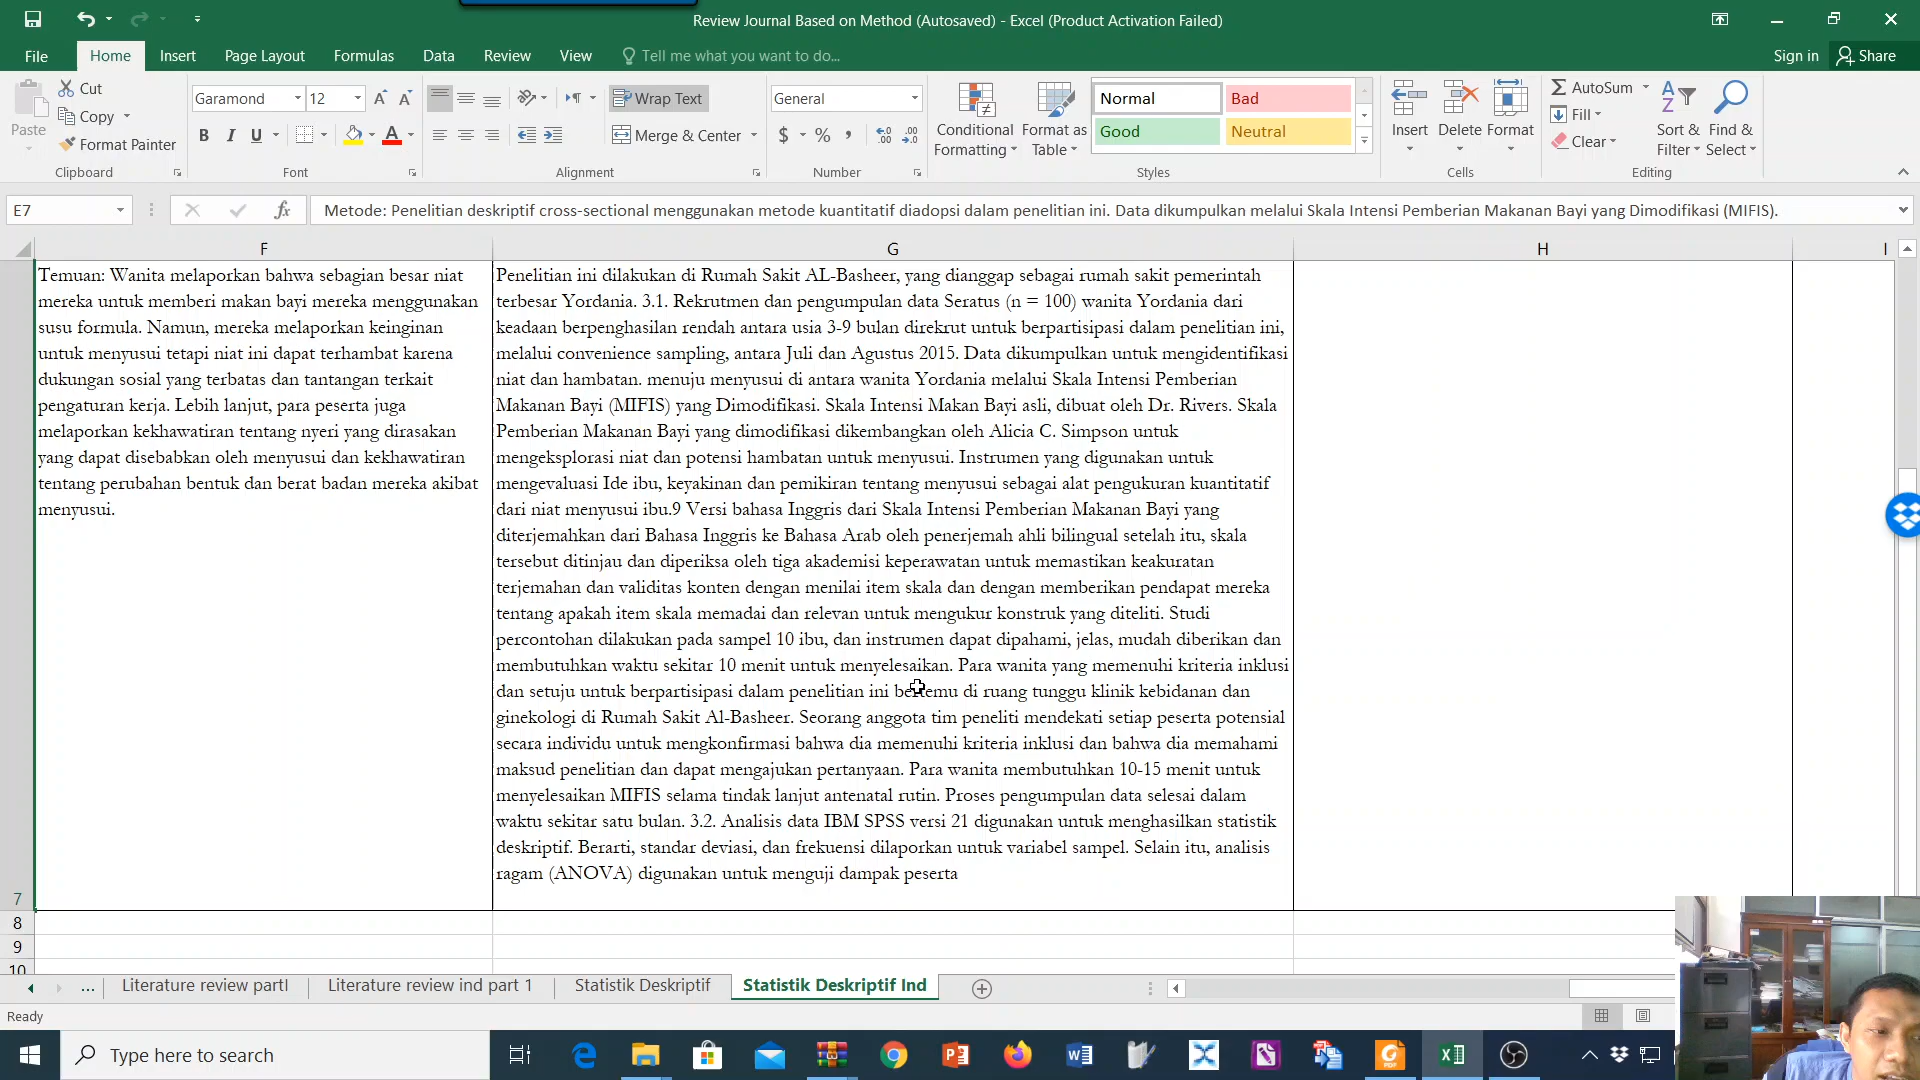 Review Journal Based on Method (Autosaved) - Excel (Product Activation Failed)
File
Home
Insert
Page Layout
Formulas
Data
Review
View
Tell me what you want to do...
Sign in
Share
Paste
Cut
Copy
Format Painter
Clipboard
Garamond
12
B I U
Font
Wrap Text
Merge & Center
Alignment
General
$ % ,
Number
Conditional
Formatting
Format as
Table
Normal
Bad
Good
Neutral
Styles
Insert
Delete
Format
Cells
AutoSum
Fill
Clear
Sort &
Filter
Find &
Select
Editing
E7
fx
Metode: Penelitian deskriptif cross-sectional menggunakan metode kuantitatif diadopsi dalam penelitian ini. Data dikumpulkan melalui Skala Intensi Pemberian Makanan Bayi yang Dimodifikasi (MIFIS).
F
G
H
I
Temuan: Wanita melaporkan bahwa sebagian besar niat
mereka untuk memberi makan bayi mereka menggunakan
susu formula. Namun, mereka melaporkan keinginan
untuk menyusui tetapi niat ini dapat terhambat karena
dukungan sosial yang terbatas dan tantangan terkait
pengaturan kerja. Lebih lanjut, para peserta juga
melaporkan kekhawatiran tentang nyeri yang dirasakan
yang dapat disebabkan oleh menyusui dan kekhawatiran
tentang perubahan bentuk dan berat badan mereka akibat
menyusui.
Penelitian ini dilakukan di Rumah Sakit AL-Basheer, yang dianggap sebagai rumah sakit pemerintah
terbesar Yordania. 3.1. Rekrutmen dan pengumpulan data Seratus (n = 100) wanita Yordania dari
keadaan berpenghasilan rendah antara usia 3-9 bulan direkrut untuk berpartisipasi dalam penelitian ini,
melalui convenience sampling, antara Juli dan Agustus 2015. Data dikumpulkan untuk mengidentifikasi
niat dan hambatan. menuju menyusui di antara wanita Yordania melalui Skala Intensi Pemberian
Makanan Bayi (MIFIS) yang Dimodifikasi. Skala Intensi Makan Bayi asli, dibuat oleh Dr. Rivers. Skala
Pemberian Makanan Bayi yang dimodifikasi dikembangkan oleh Alicia C. Simpson untuk
mengeksplorasi niat dan potensi hambatan untuk menyusui. Instrumen yang digunakan untuk
mengevaluasi Ide ibu, keyakinan dan pemikiran tentang menyusui sebagai alat pengukuran kuantitatif
dari niat menyusui ibu.9 Versi bahasa Inggris dari Skala Intensi Pemberian Makanan Bayi yang
diterjemahkan dari Bahasa Inggris ke Bahasa Arab oleh penerjemah ahli bilingual setelah itu, skala
tersebut ditinjau dan diperiksa oleh tiga akademisi keperawatan untuk memastikan keakuratan
terjemahan dan validitas konten dengan menilai item skala dan dengan memberikan pendapat mereka
tentang apakah item skala memadai dan relevan untuk mengukur konstruk yang diteliti. Studi
percontohan dilakukan pada sampel 10 ibu, dan instrumen dapat dipahami, jelas, mudah diberikan dan
membutuhkan waktu sekitar 10 menit untuk menyelesaikan. Para wanita yang memenuhi kriteria inklusi
dan setuju untuk berpartisipasi dalam penelitian ini bertemu di ruang tunggu klinik kebidanan dan
ginekologi di Rumah Sakit Al-Basheer. Seorang anggota tim peneliti mendekati setiap peserta potensial
secara individu untuk mengkonfirmasi bahwa dia memenuhi kriteria inklusi dan bahwa dia memahami
maksud penelitian dan dapat mengajukan pertanyaan. Para wanita membutuhkan 10-15 menit untuk
menyelesaikan MIFIS selama tindak lanjut antenatal rutin. Proses pengumpulan data selesai dalam
waktu sekitar satu bulan. 3.2. Analisis data IBM SPSS versi 21 digunakan untuk menghasilkan statistik
deskriptif. Berarti, standar deviasi, dan frekuensi dilaporkan untuk variabel sampel. Selain itu, analisis
ragam (ANOVA) digunakan untuk menguji dampak peserta
7
8
9
10
...
Literature review partI
Literature review ind part 1
Statistik Deskriptif
Statistik Deskriptif Ind
Ready
Type here to search